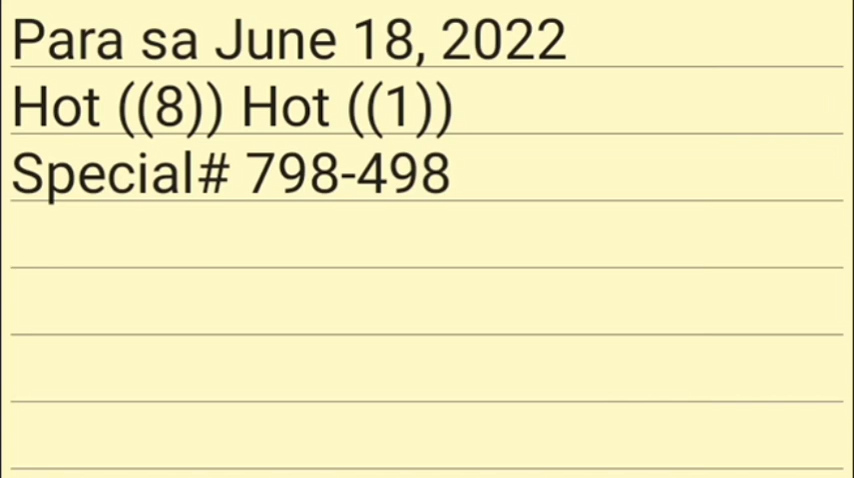 Para sa June 18, 2022
Hot ((8)) Hot ((1))
Special# 798-498